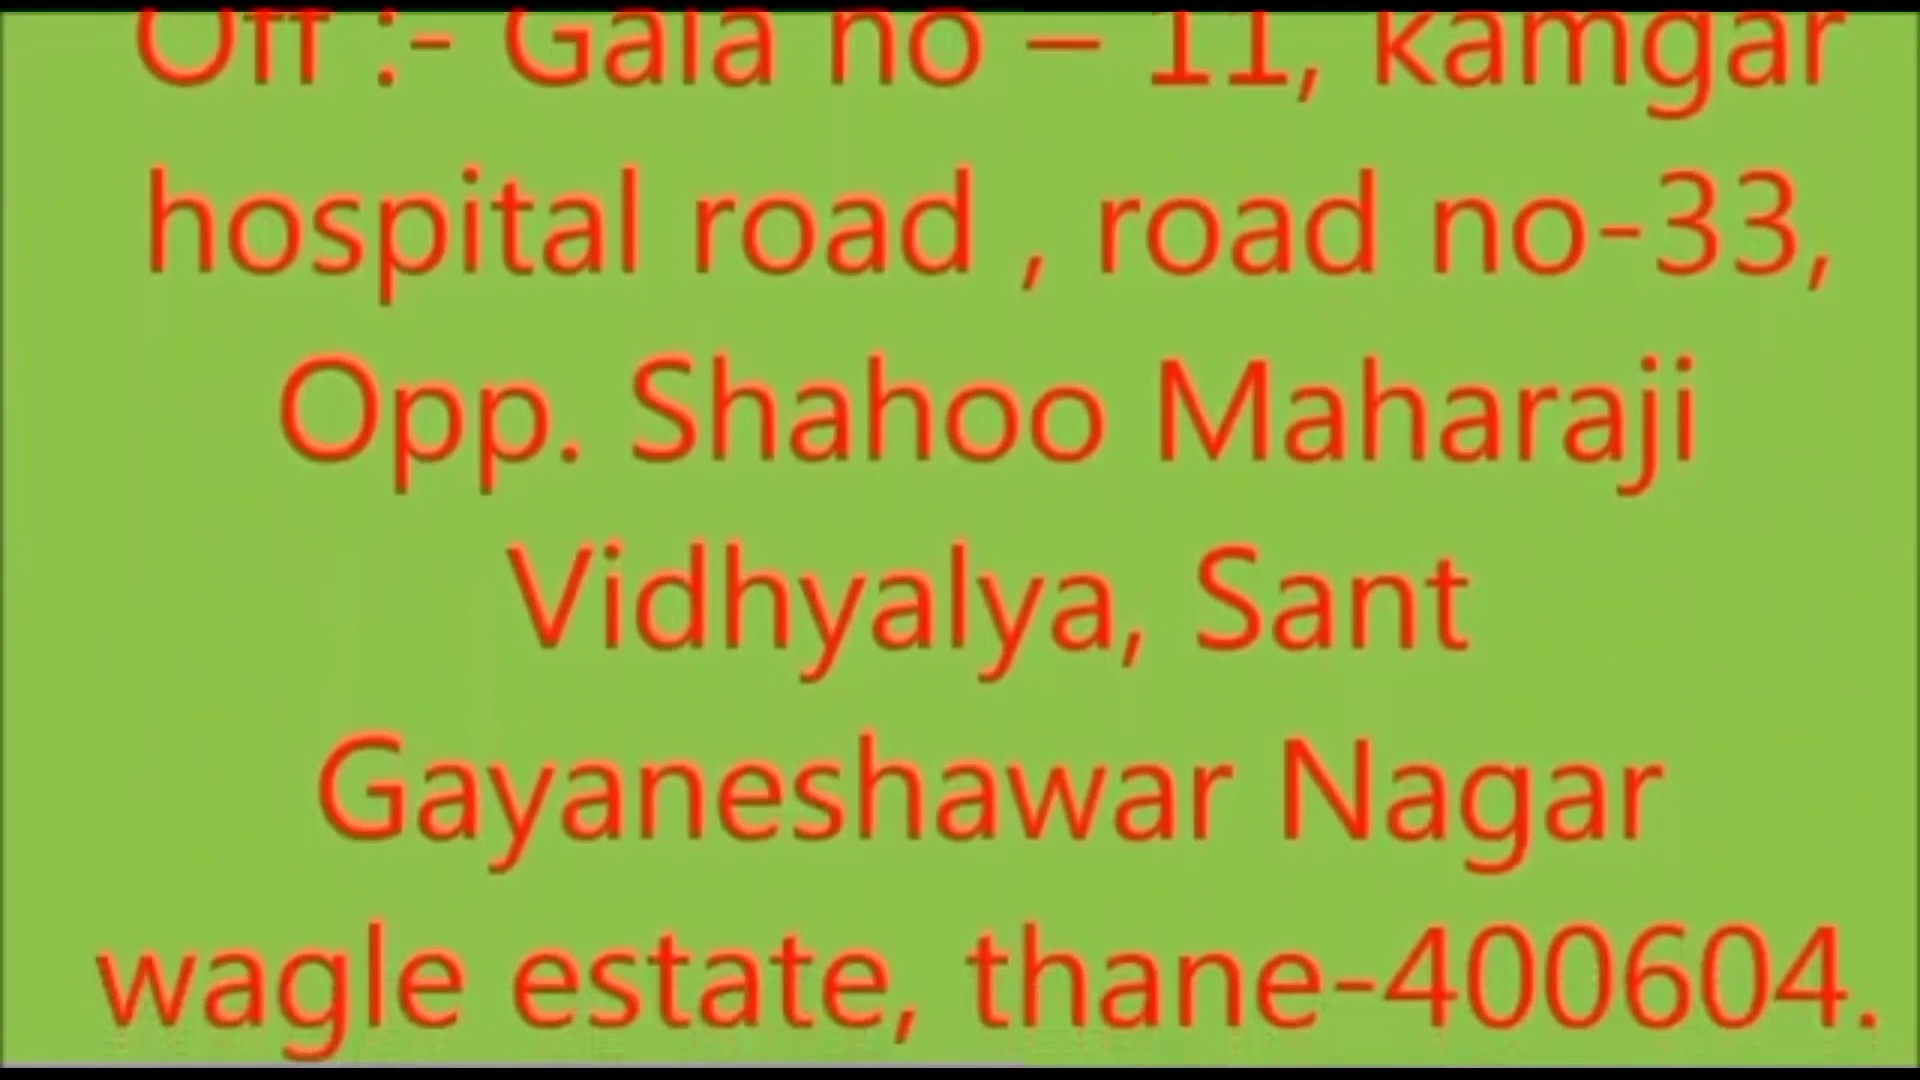 Off :- Gala no – 11, kamgar
hospital road , road no-33,
Opp. Shahoo Maharaji
Vidhyalya, Sant
Gayaneshawar Nagar
wagle estate, thane-400604.